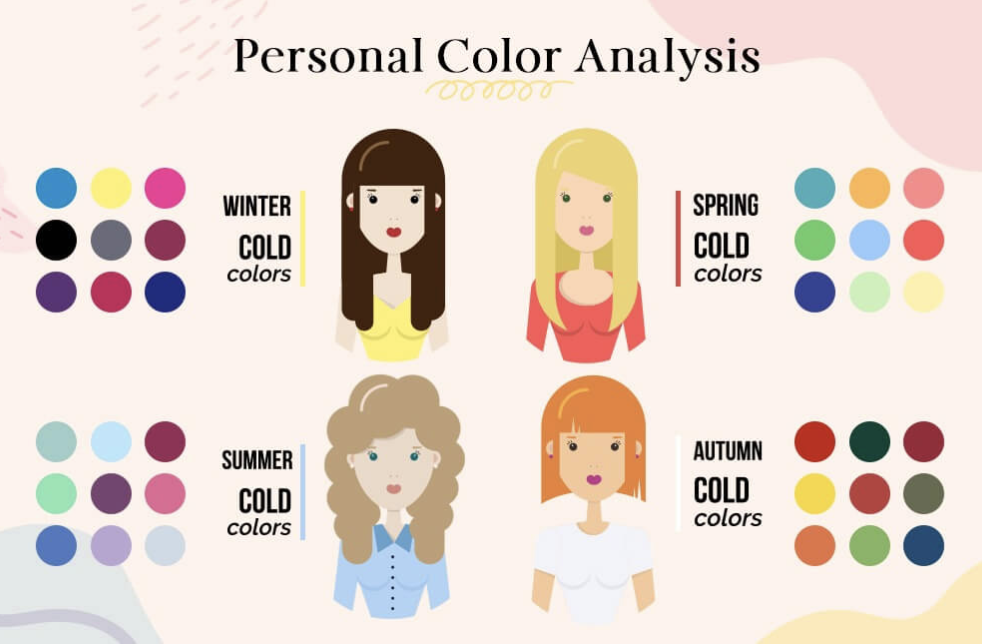 Personal Color Analysis
WINTER
COLD
colors
SPRING
COLD
colors
SUMMER
COLD
colors
AUTUMN
COLD
colors